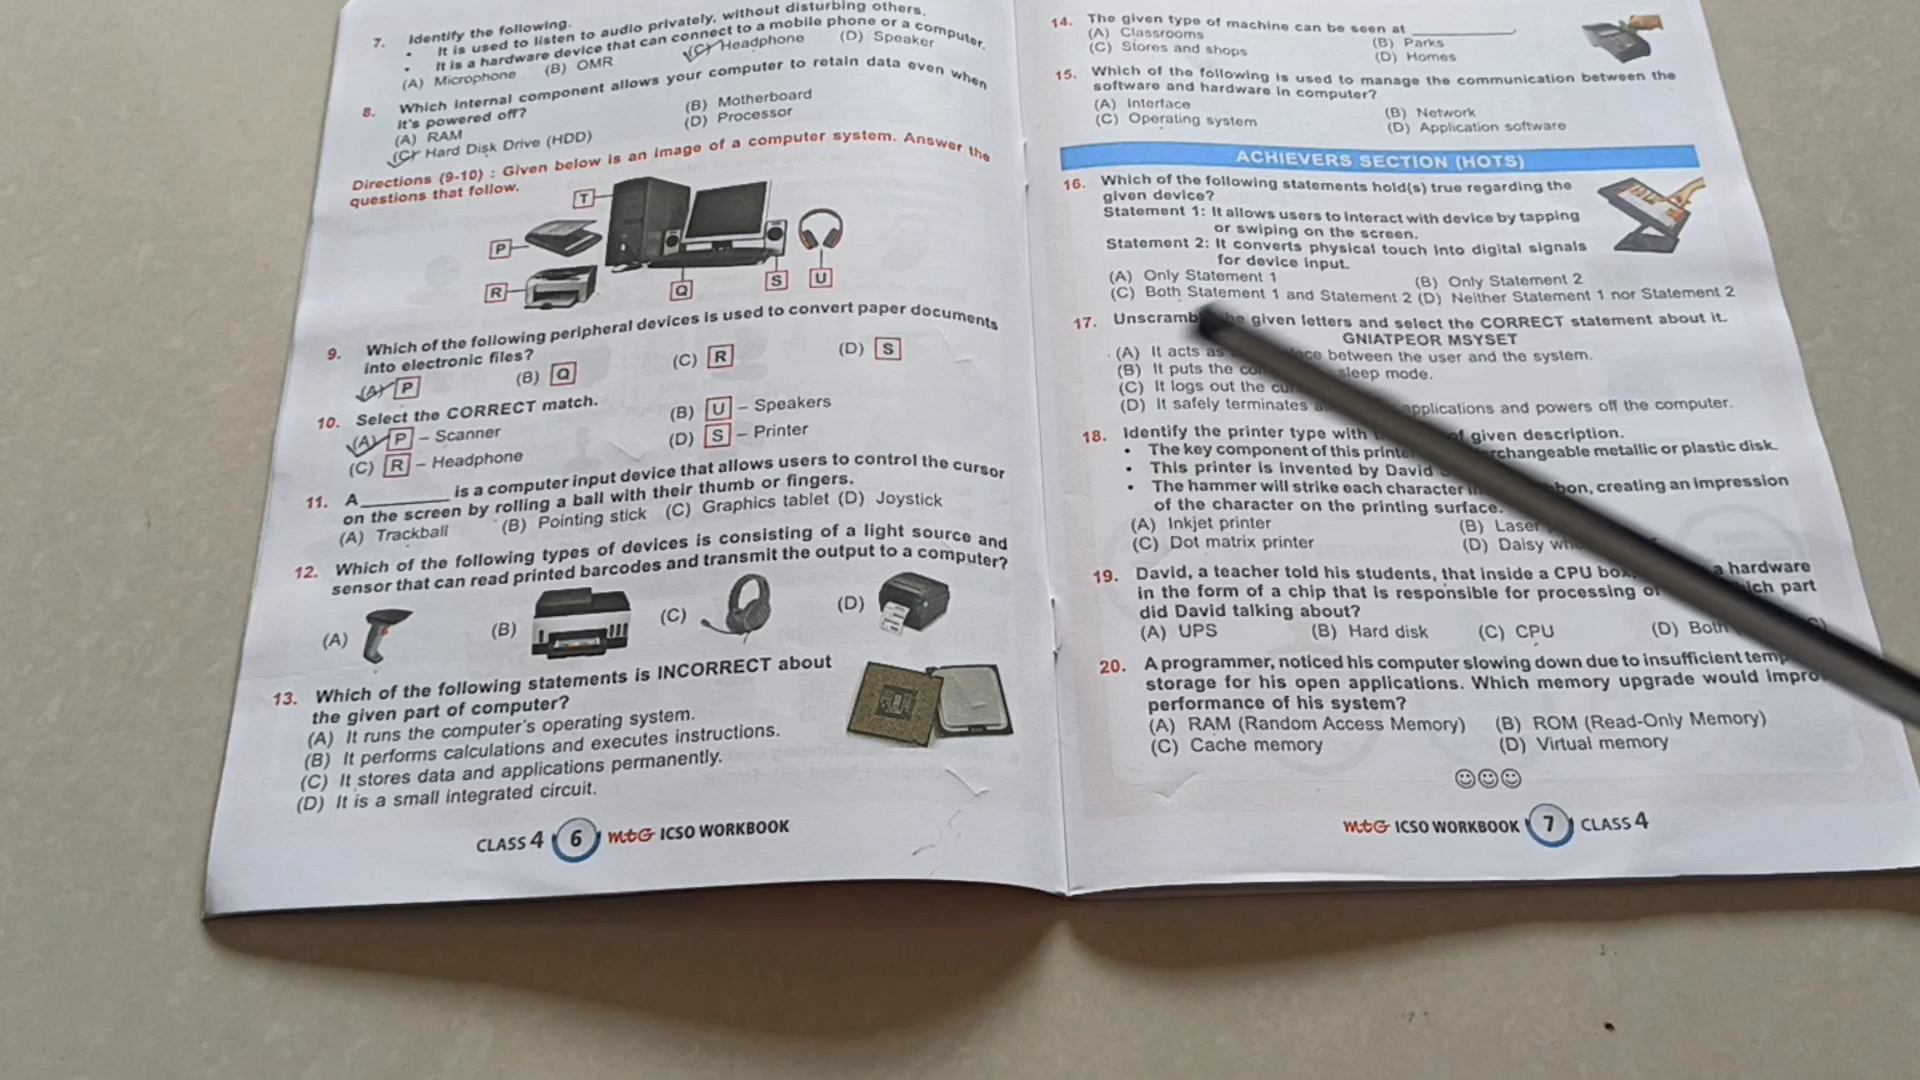 7. Identify the following.
• It is used to listen to audio privately, without disturbing others.
• It is a hardware device that can connect to a mobile phone or a computer.
(A) Microphone (B) OMR (C) Headphone (D) Speaker
8. Which internal component allows your computer to retain data even when
it's powered off?
(A) RAM (B) Motherboard
(C) Hard Disk Drive (HDD) (D) Processor
Directions (9-10) : Given below is an image of a computer system. Answer the
questions that follow.
T
P
R
Q
S
U
9. Which of the following peripheral devices is used to convert paper documents
into electronic files?
(A) P (B) Q (C) R (D) S
10. Select the CORRECT match.
(A) P – Scanner (B) U – Speakers
(C) R – Headphone (D) S – Printer
11. A________ is a computer input device that allows users to control the cursor
on the screen by rolling a ball with their thumb or fingers.
(A) Trackball (B) Pointing stick (C) Graphics tablet (D) Joystick
12. Which of the following types of devices is consisting of a light source and
sensor that can read printed barcodes and transmit the output to a computer?
(A) (B) (C) (D)
13. Which of the following statements is INCORRECT about
the given part of computer?
(A) It runs the computer's operating system.
(B) It performs calculations and executes instructions.
(C) It stores data and applications permanently.
(D) It is a small integrated circuit.
CLASS 4 6 MtG ICSO WORKBOOK
14. The given type of machine can be seen at ____________.
(A) Classrooms (B) Parks
(C) Stores and shops (D) Homes
15. Which of the following is used to manage the communication between the
software and hardware in computer?
(A) Interface (B) Network
(C) Operating system (D) Application software
ACHIEVERS SECTION (HOTS)
16. Which of the following statements hold(s) true regarding the
given device?
Statement 1: It allows users to interact with device by tapping
or swiping on the screen.
Statement 2: It converts physical touch into digital signals
for device input.
(A) Only Statement 1 (B) Only Statement 2
(C) Both Statement 1 and Statement 2 (D) Neither Statement 1 nor Statement 2
17. given letters and select the CORRECT statement about it.
GNIATPEOR MSYSET
(A) It acts as between the user and the system.
(B) It puts the sleep mode.
(C) It logs out the
(D) It safely terminates applications and powers off the computer.
18. Identify the printer type with given description.
• The key component of this metallic or plastic disk.
• This printer is invented by David
• The hammer will strike each character creating an impression
of the character on the printing surface.
(A) Inkjet printer (B) Laser
(C) Dot matrix printer (D) Daisy
19. David, a teacher told his students, that inside a CPU a hardware
in the form of a chip that is responsible for processing part
did David talking about?
(A) UPS (B) Hard disk (C) CPU (D)
20. A programmer, noticed his computer slowing down due to insufficient
storage for his open applications. Which memory upgrade would
performance of his system?
(A) RAM (Random Access Memory) (B) ROM (Read-Only Memory)
(C) Cache memory (D) Virtual memory
MtG ICSO WORKBOOK 7 CLASS 4